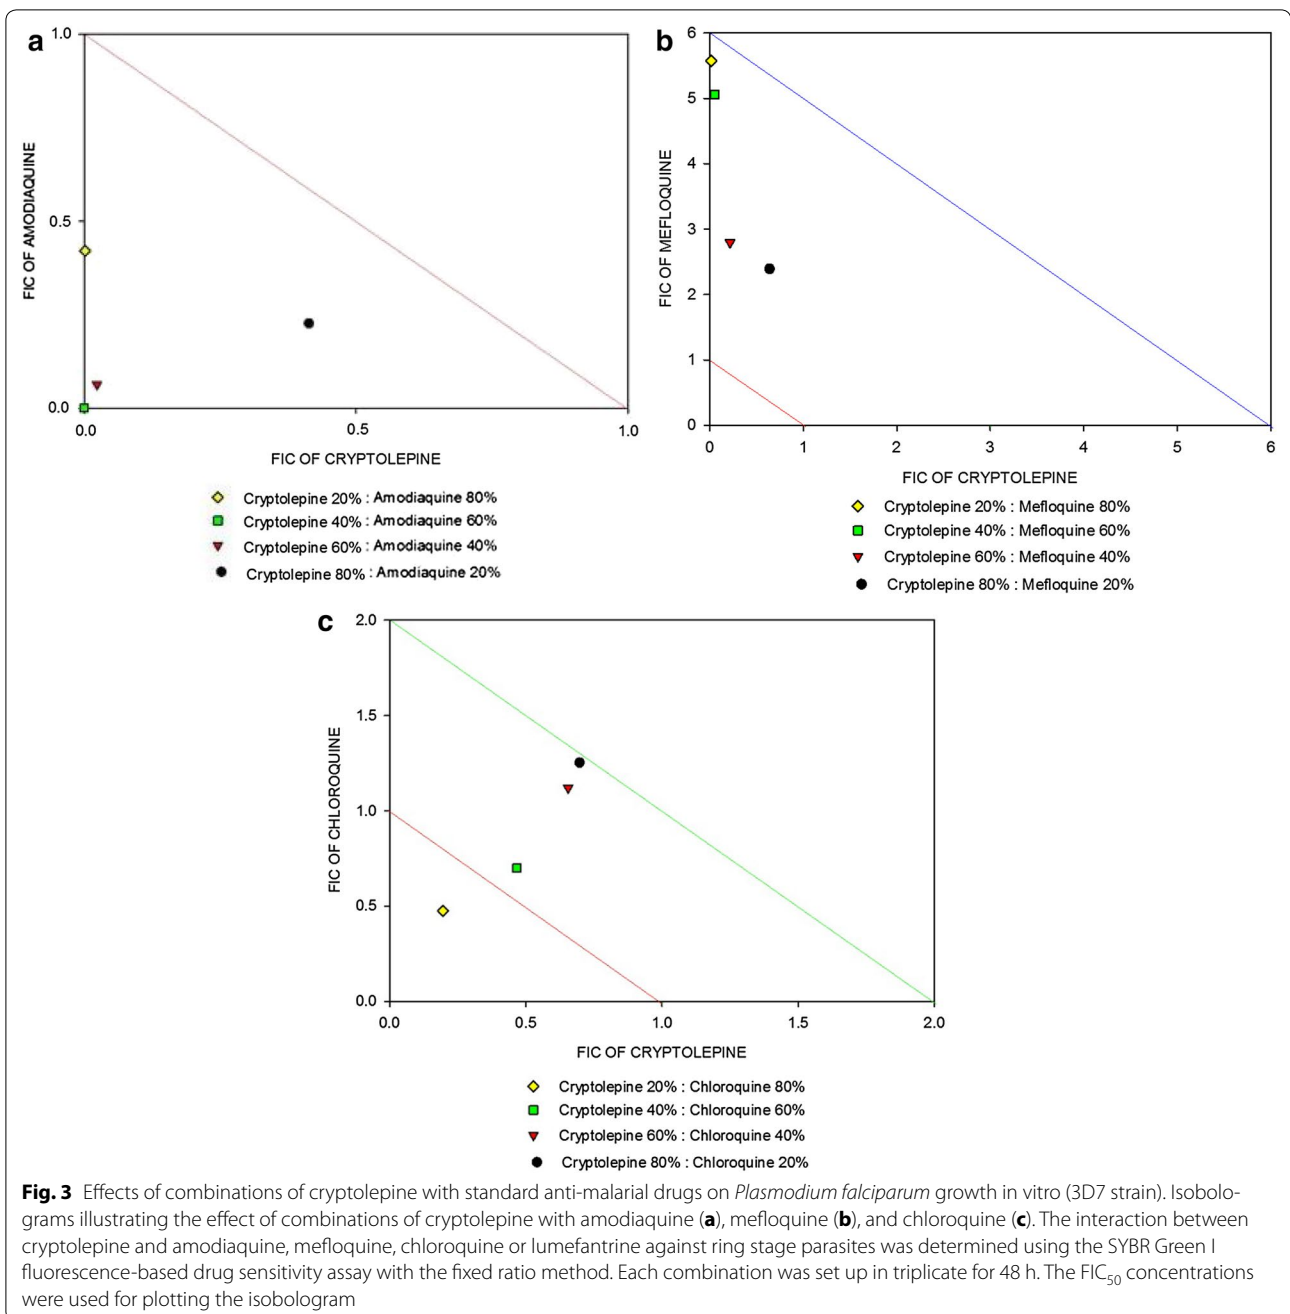 a
1.0
0.5
0.0
FIC OF AMODIAQUINE
0.0 0.5 1.0
FIC OF CRYPTOLEPINE
Cryptolepine 20% : Amodiaquine 80%
Cryptolepine 40% : Amodiaquine 60%
Cryptolepine 60% : Amodiaquine 40%
Cryptolepine 80% : Amodiaquine 20%
b
6
5
4
3
2
1
0
FIC OF MEFLOQUINE
0 1 2 3 4 5 6
FIC OF CRYPTOLEPINE
Cryptolepine 20% : Mefloquine 80%
Cryptolepine 40% : Mefloquine 60%
Cryptolepine 60% : Mefloquine 40%
Cryptolepine 80% : Mefloquine 20%
c
2.0
1.5
1.0
0.5
0.0
FIC OF CHLOROQUINE
0.0 0.5 1.0 1.5 2.0
FIC OF CRYPTOLEPINE
Cryptolepine 20% : Chloroquine 80%
Cryptolepine 40% : Chloroquine 60%
Cryptolepine 60% : Chloroquine 40%
Cryptolepine 80% : Chloroquine 20%
Fig. 3 Effects of combinations of cryptolepine with standard anti-malarial drugs on Plasmodium falciparum growth in vitro (3D7 strain). Isobolo-
grams illustrating the effect of combinations of cryptolepine with amodiaquine (a), mefloquine (b), and chloroquine (c). The interaction between
cryptolepine and amodiaquine, mefloquine, chloroquine or lumefantrine against ring stage parasites was determined using the SYBR Green I
fluorescence-based drug sensitivity assay with the fixed ratio method. Each combination was set up in triplicate for 48 h. The FIC50 concentrations
were used for plotting the isobologram